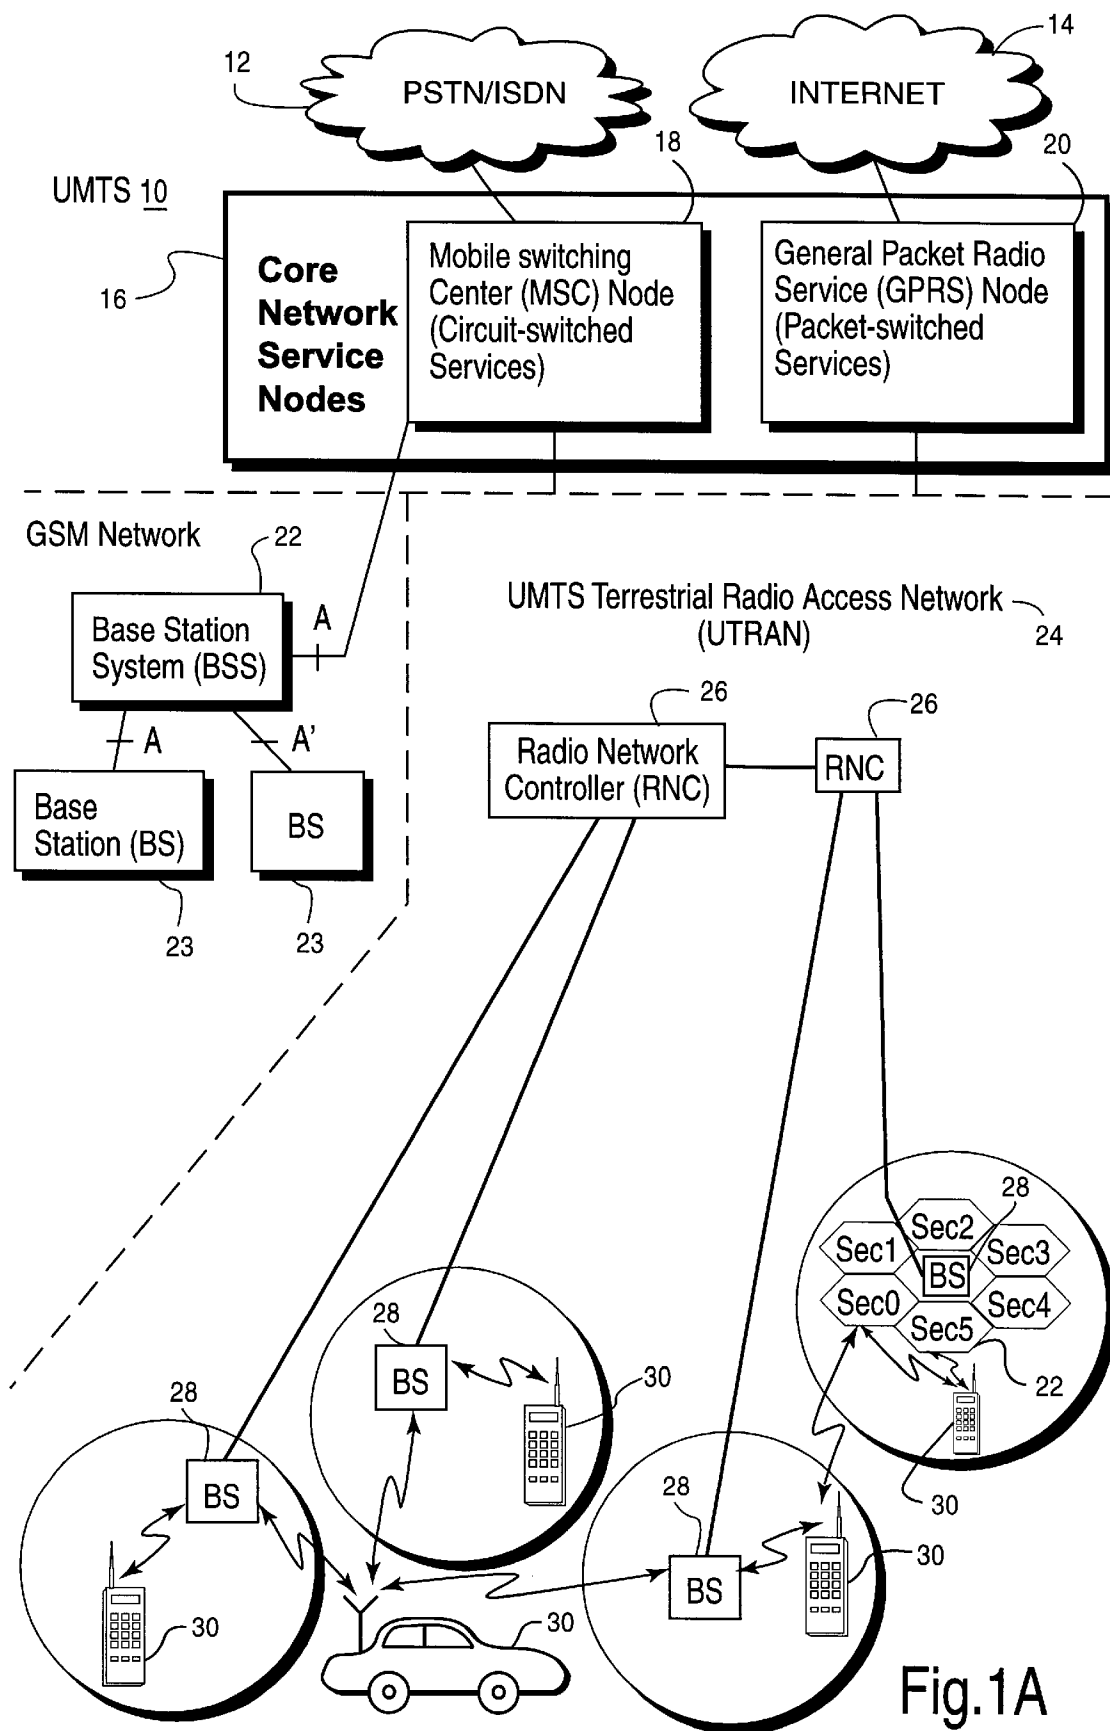 14
12
PSTN/ISDN
INTERNET
18
20
UMTS 10
16
Core
Network
Service
Nodes
Mobile switching
Center (MSC) Node
(Circuit-switched
Services)
General Packet Radio
Service (GPRS) Node
(Packet-switched
Services)
GSM Network
22
UMTS Terrestrial Radio Access Network
(UTRAN)
24
Base Station
System (BSS)
A
A
A'
26
26
Radio Network
Controller (RNC)
RNC
Base
Station (BS)
BS
23
23
28
Sec2
Sec1
Sec3
BS
Sec0
Sec4
Sec5
22
30
28
BS
30
28
BS
30
28
BS
30
30
Fig.1A